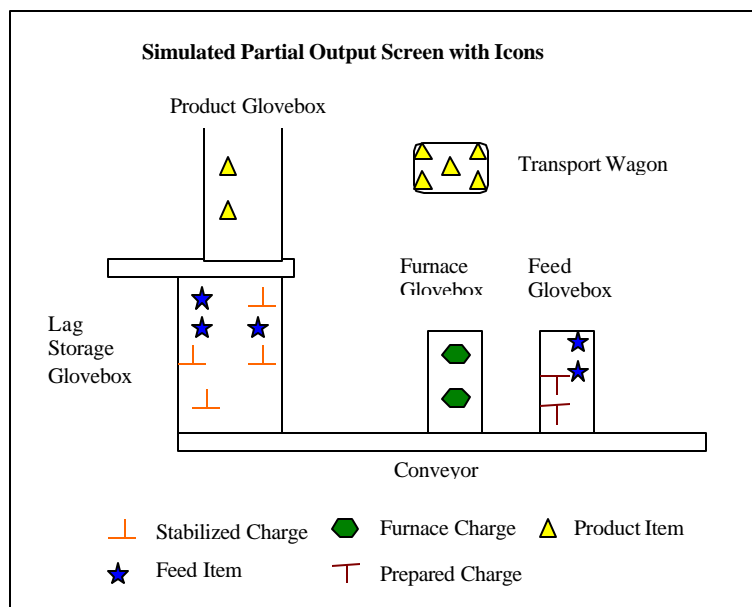 Simulated Partial Output Screen with Icons
Product Glovebox
Transport Wagon
Furnace
Glovebox
Feed
Glovebox
Lag
Storage
Glovebox
Conveyor
Stabilized Charge
Furnace Charge
Product Item
Feed Item
Prepared Charge